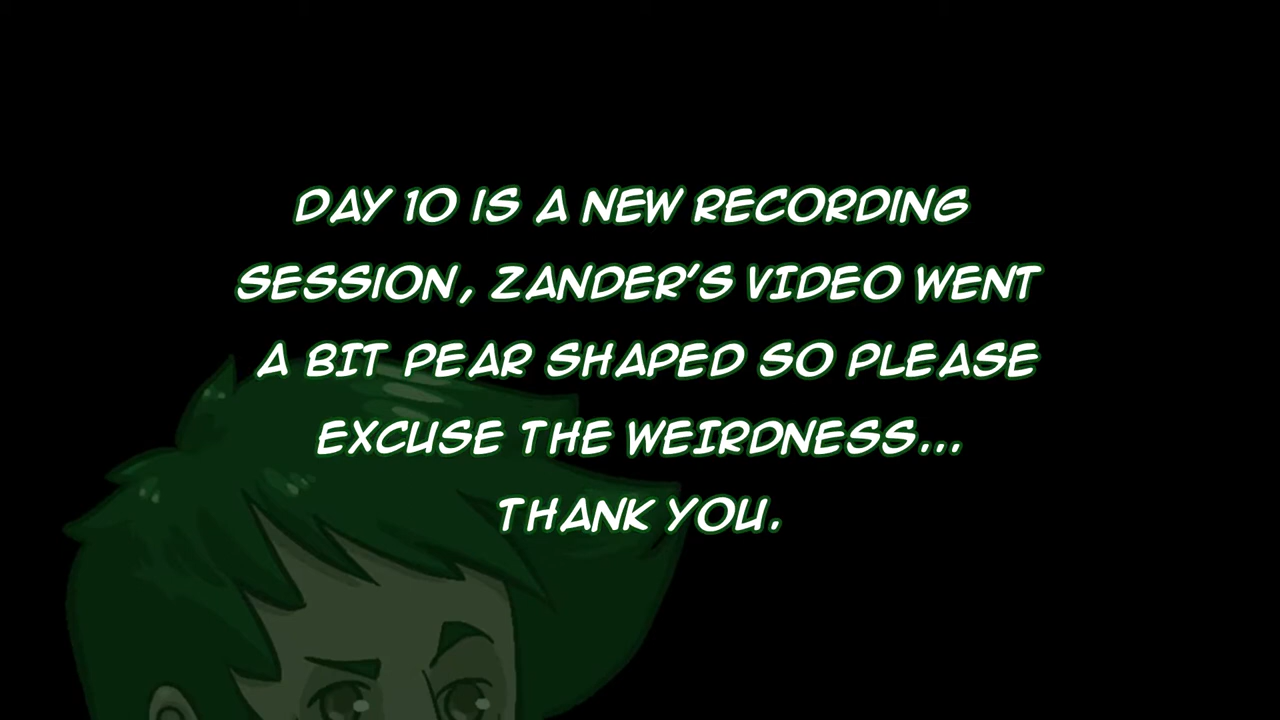 DAY 10 IS A NEW RECORDING
SESSION, ZANDER'S VIDEO WENT
A BIT PEAR SHAPED SO PLEASE
EXCUSE THE WEIRDNESS...
THANK YOU.